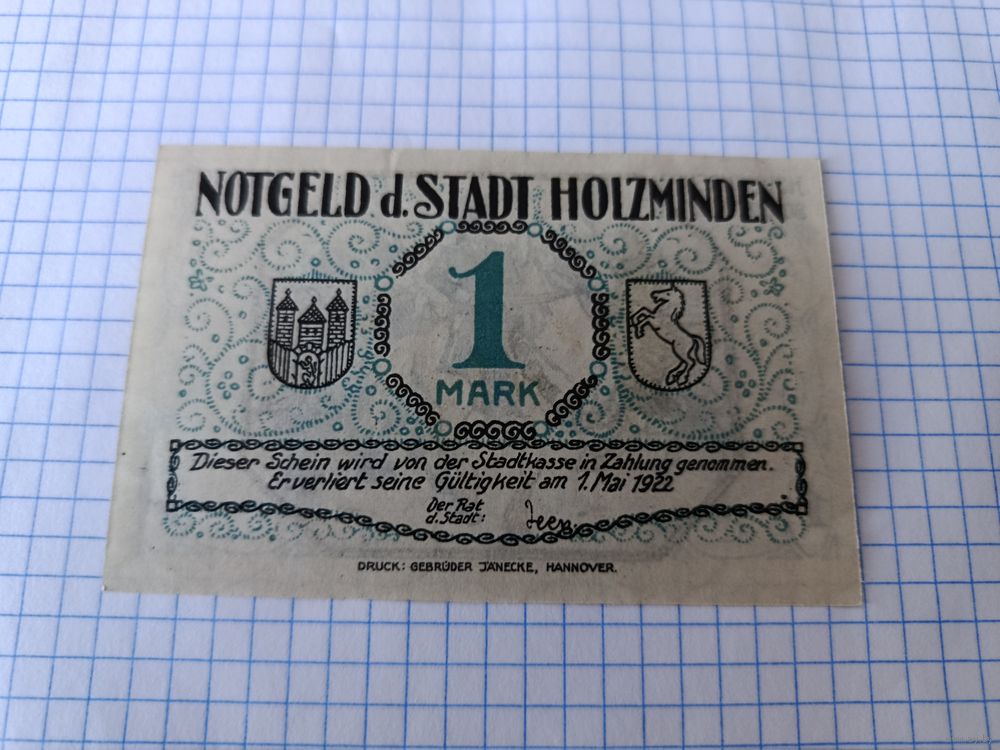 NOTGELD d. STADT HOLZMINDEN
1
MARK
Dieser Schein wird von der Stadtkasse in Zahlung genommen.
Er verliert seine Gültigkeit am 1. Mai 1922
Der Rat
d. Stadt:
DRUCK: GEBRÜDER JÄNECKE, HANNOVER.